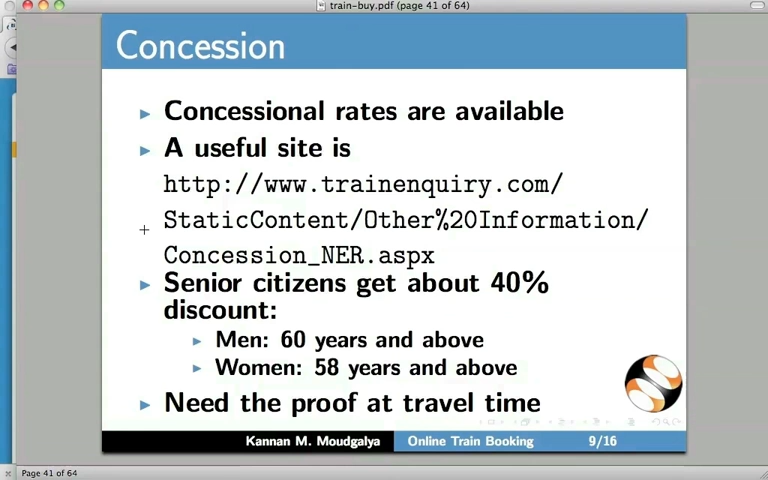 train-buy.pdf (page 41 of 64)
Concession
Concessional rates are available
A useful site is
http://www.trainenquiry.com/
StaticContent/Other%20Information/
Concession_NER.aspx
Senior citizens get about 40%
discount:
Men: 60 years and above
Women: 58 years and above
Need the proof at travel time
Kannan M. Moudgalya Online Train Booking 9/16
Page 41 of 64